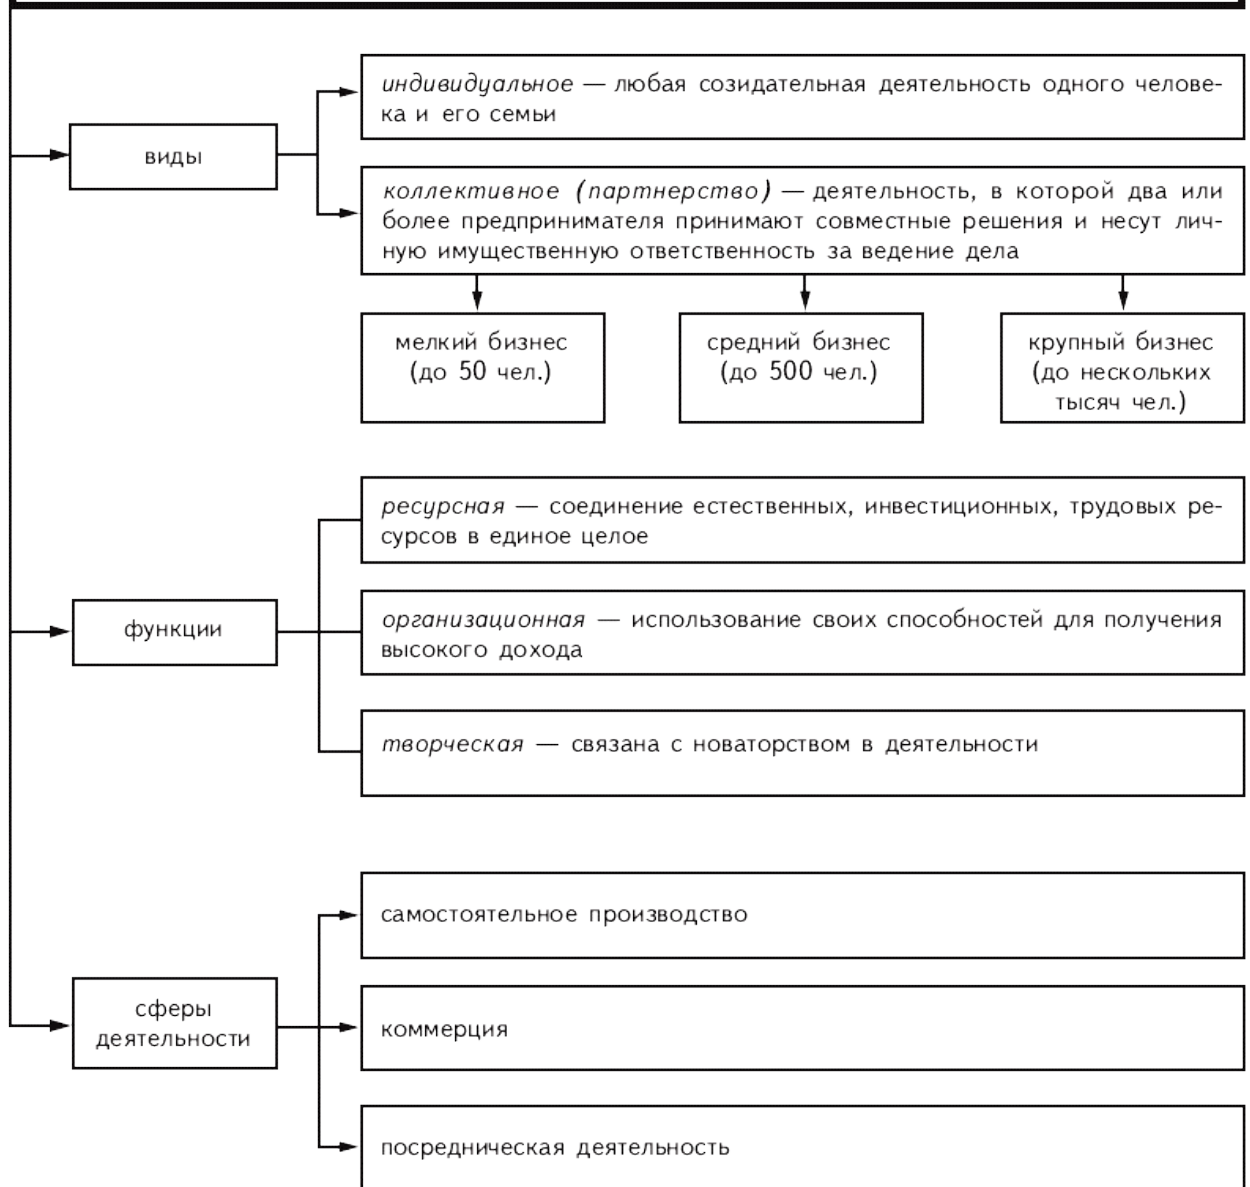 виды
индивидуальное — любая созидательная деятельность одного челове-
ка и его семьи
коллективное (партнерство) — деятельность, в которой два или
более предпринимателя принимают совместные решения и несут лич-
ную имущественную ответственность за ведение дела
мелкий бизнес
(до 50 чел.)
средний бизнес
(до 500 чел.)
крупный бизнес
(до нескольких
тысяч чел.)
функции
ресурсная — соединение естественных, инвестиционных, трудовых ре-
сурсов в единое целое
организационная — использование своих способностей для получения
высокого дохода
творческая — связана с новаторством в деятельности
сферы
деятельности
самостоятельное производство
коммерция
посредническая деятельность